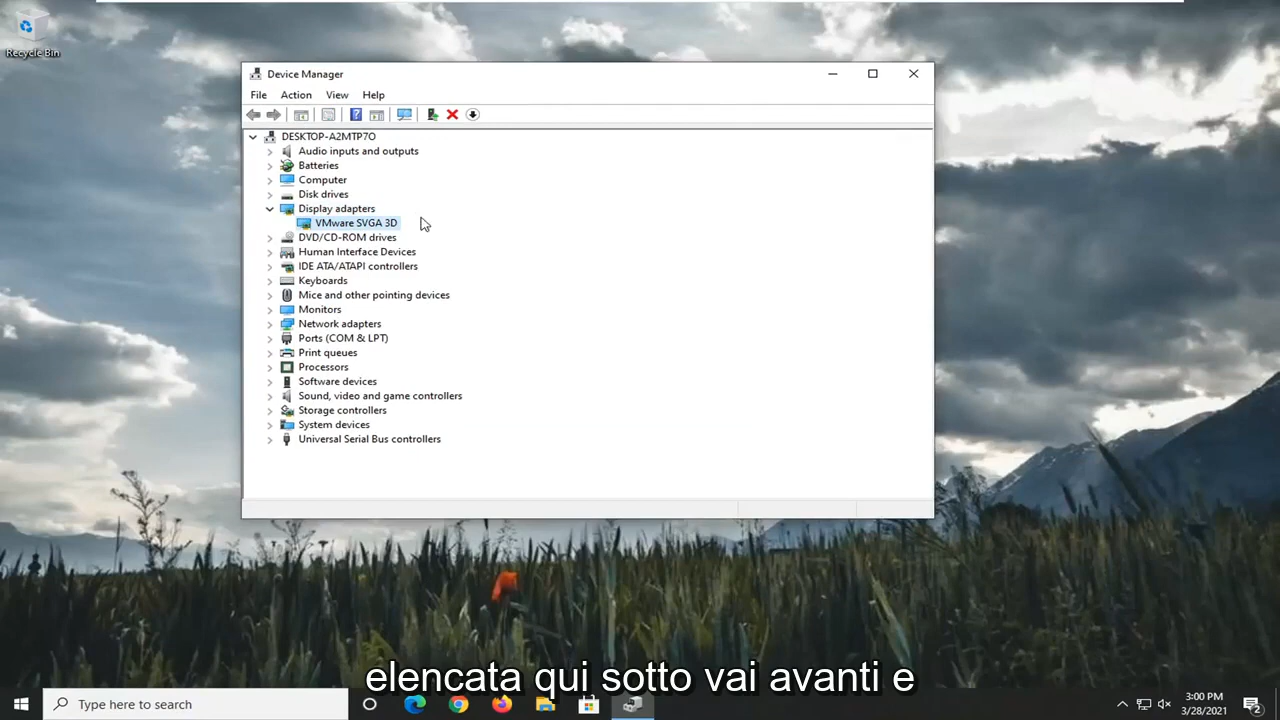 Recycle Bin
Device Manager
File Action View Help
DESKTOP-A2MTP7O
Audio inputs and outputs
Batteries
Computer
Disk drives
Display adapters
VMware SVGA 3D
DVD/CD-ROM drives
Human Interface Devices
IDE ATA/ATAPI controllers
Keyboards
Mice and other pointing devices
Monitors
Network adapters
Ports (COM & LPT)
Print queues
Processors
Software devices
Sound, video and game controllers
Storage controllers
System devices
Universal Serial Bus controllers
elencata qui sotto vai avanti e
Type here to search
3:00 PM
3/28/2021
2